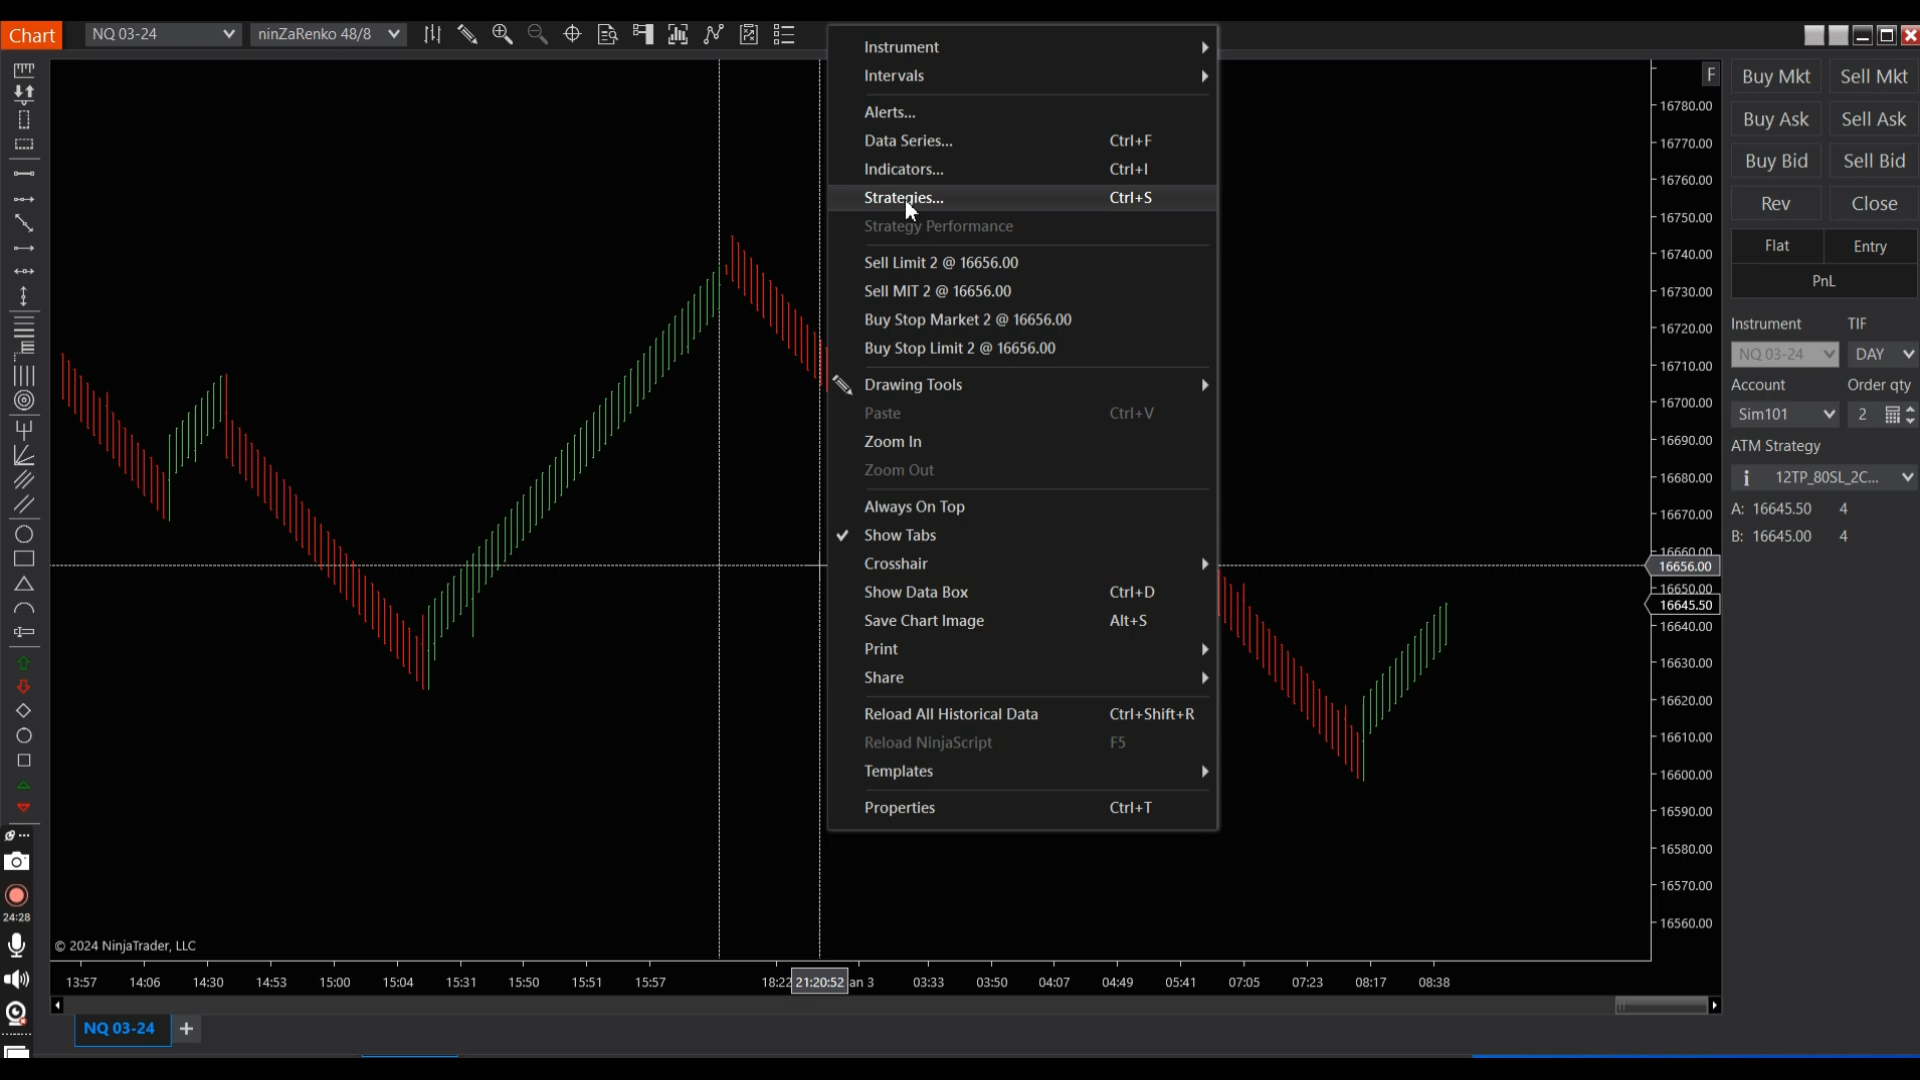 Chart NQ 03-24 ninZaRenko 48/8
Instrument
Intervals
Alerts...
Data Series... Ctrl+F
Indicators... Ctrl+I
Strategies... Ctrl+S
Strategy Performance
Sell Limit 2 @ 16656.00
Sell MIT 2 @ 16656.00
Buy Stop Market 2 @ 16656.00
Buy Stop Limit 2 @ 16656.00
Drawing Tools
Paste Ctrl+V
Zoom In
Zoom Out
Always On Top
Show Tabs
Crosshair
Show Data Box Ctrl+D
Save Chart Image Alt+S
Print
Share
Reload All Historical Data Ctrl+Shift+R
Reload NinjaScript F5
Templates
Properties Ctrl+T
F
16780.00
16770.00
16760.00
16750.00
16740.00
16730.00
16720.00
16710.00
16700.00
16690.00
16680.00
16670.00
16660.00
16656.00
16650.00
16645.50
16640.00
16630.00
16620.00
16610.00
16600.00
16590.00
16580.00
16570.00
16560.00
Buy Mkt Sell Mkt
Buy Ask Sell Ask
Buy Bid Sell Bid
Rev Close
Flat Entry
PnL
Instrument TIF
NQ 03-24 DAY
Account Order qty
Sim101 2
ATM Strategy
12TP_80SL_2C...
A: 16645.50 4
B: 16645.00 4
24:28
© 2024 NinjaTrader, LLC
13:57 14:06 14:30 14:53 15:00 15:04 15:31 15:50 15:51 15:57 18:22 21:20:52 an 3 03:33 03:50 04:07 04:49 05:41 07:05 07:23 08:17 08:38
NQ 03-24 +